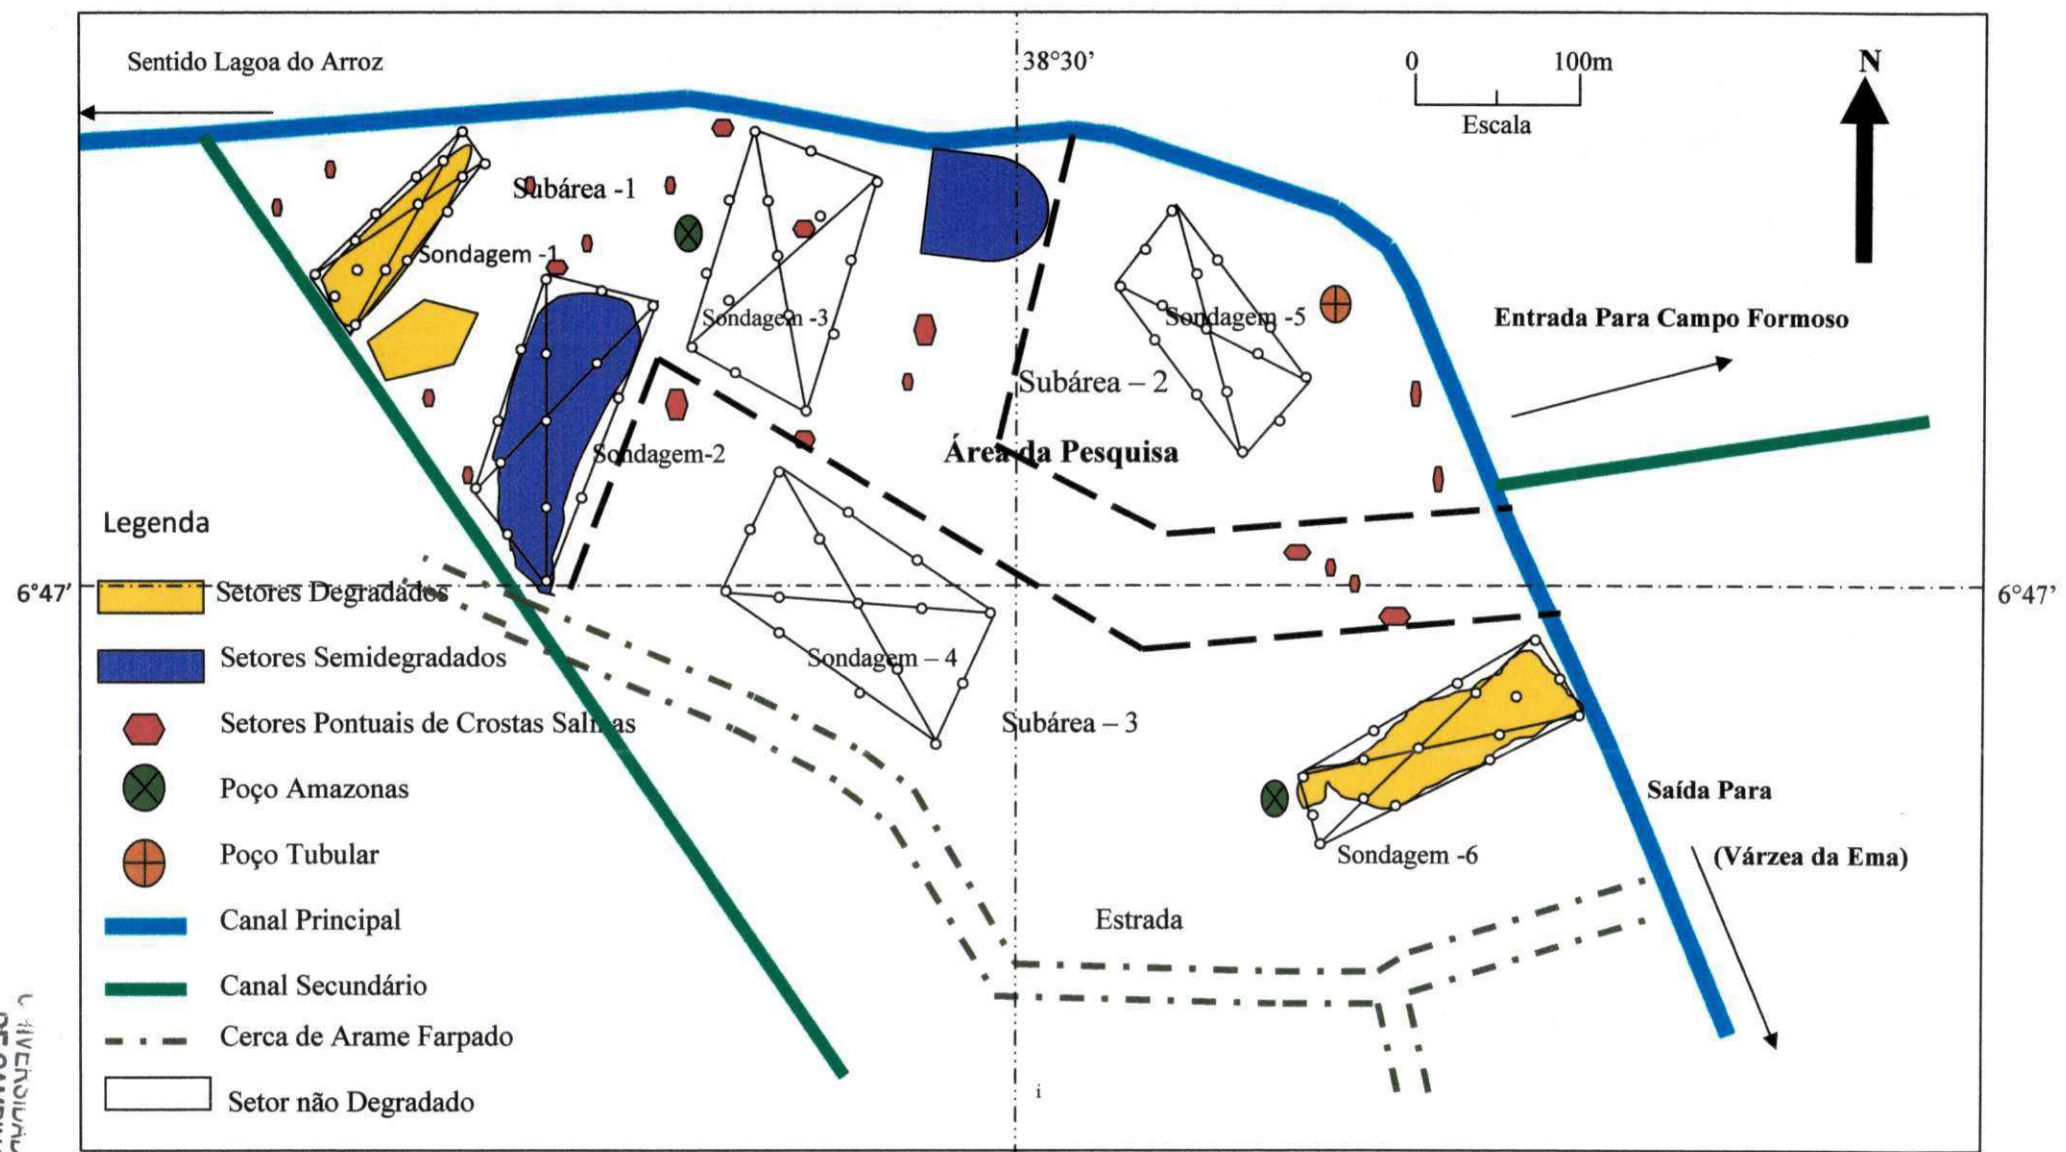 Sentido Lagoa do Arroz
38°30’
0 100m
Escala
N
Subárea -1
Sondagem -1
Sondagem -3
Sondagem -5
Entrada Para Campo Formoso
Subárea – 2
Sondagem-2
Área da Pesquisa
Legenda
6°47’
6°47’
Setores Degradados
Setores Semidegradados
Sondagem – 4
Setores Pontuais de Crostas Salinas
Subárea – 3
Poço Amazonas
Saída Para
(Várzea da Ema)
Poço Tubular
Sondagem -6
Canal Principal
Estrada
Canal Secundário
Cerca de Arame Farpado
Setor não Degradado
i